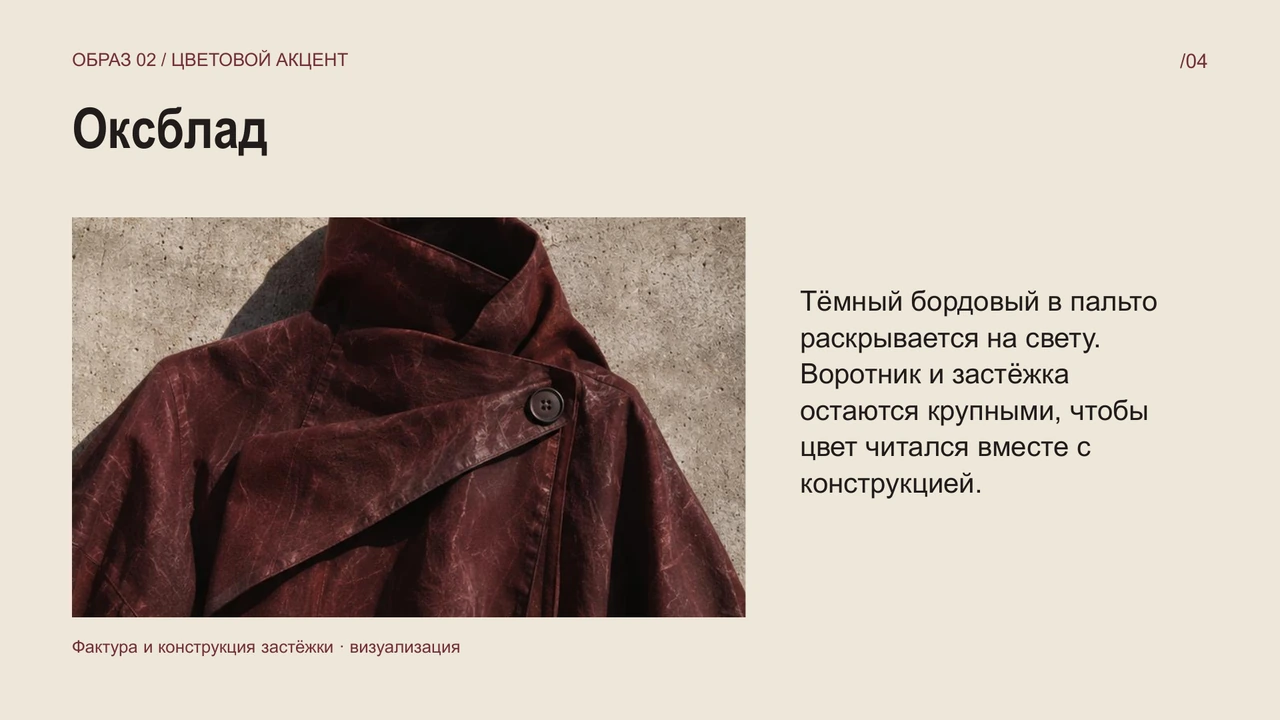 ОБРАЗ 02 / ЦВЕТОВОЙ АКЦЕНТ
/04
Оксблад
Тёмный бордовый в пальто
раскрывается на свету.
Воротник и застёжка
остаются крупными, чтобы
цвет читался вместе с
конструкцией.
Фактура и конструкция застёжки · визуализация